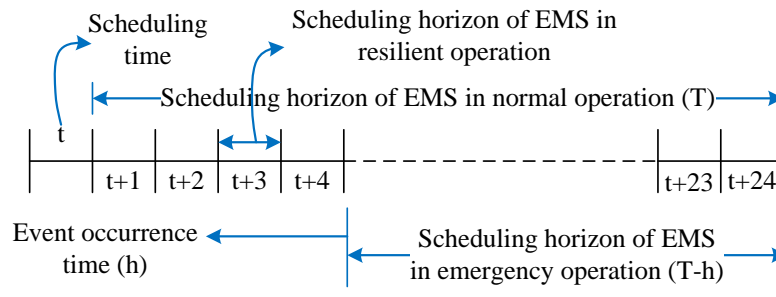 Scheduling
time
Scheduling horizon of EMS in
resilient operation
Scheduling horizon of EMS in normal operation (T)
t
t+1
t+2
t+3
t+4
t+23
t+24
Event occurrence
time (h)
Scheduling horizon of EMS
in emergency operation (T-h)